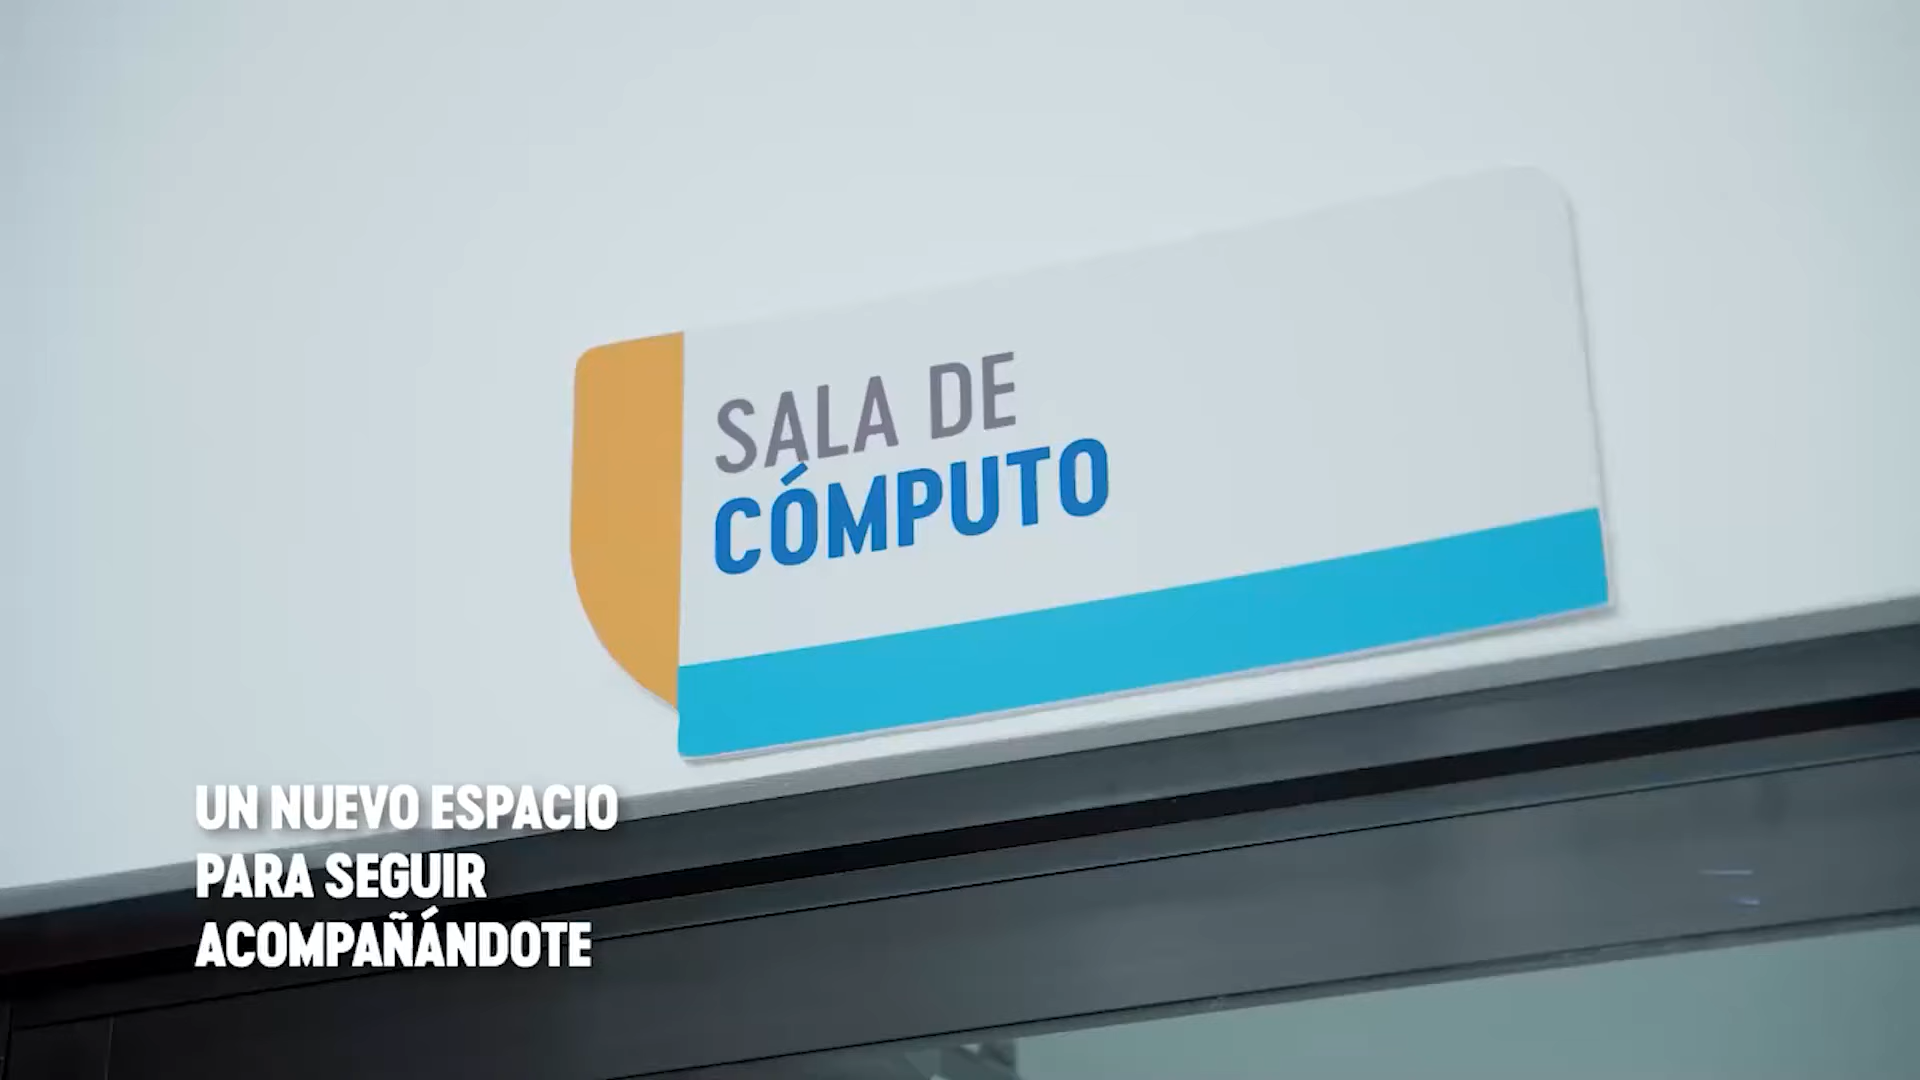 SALA DE
CÓMPUTO
UN NUEVO ESPACIO
PARA SEGUIR
ACOMPAÑÁNDOTE